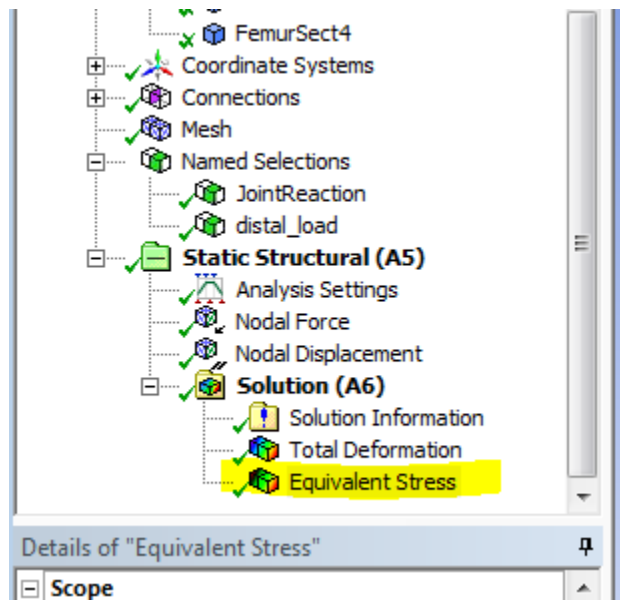 FemurSect4
Coordinate Systems
Connections
Mesh
Named Selections
JointReaction
distal_load
Static Structural (A5)
Analysis Settings
Nodal Force
Nodal Displacement
Solution (A6)
Solution Information
Total Deformation
Equivalent Stress
Details of "Equivalent Stress"
Scope